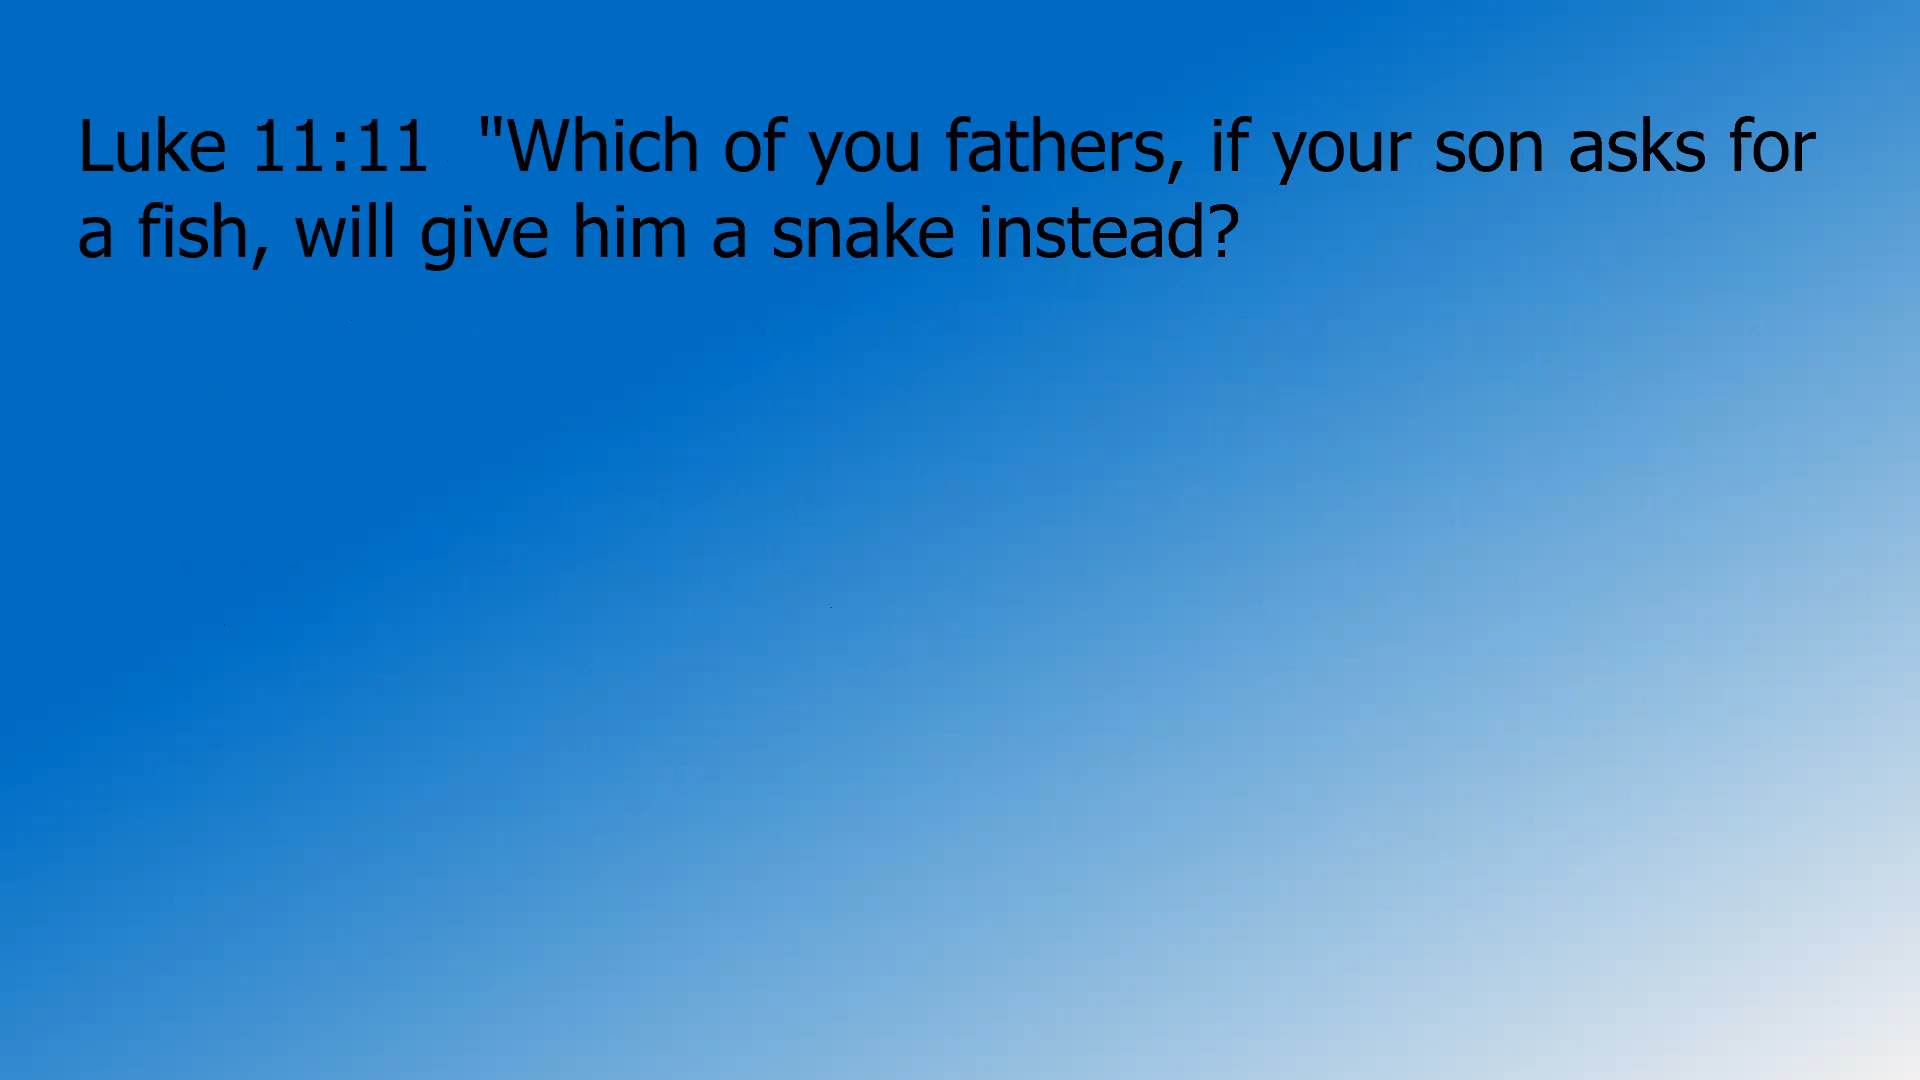 Luke 11:11  "Which of you fathers, if your son asks for
a fish, will give him a snake instead?